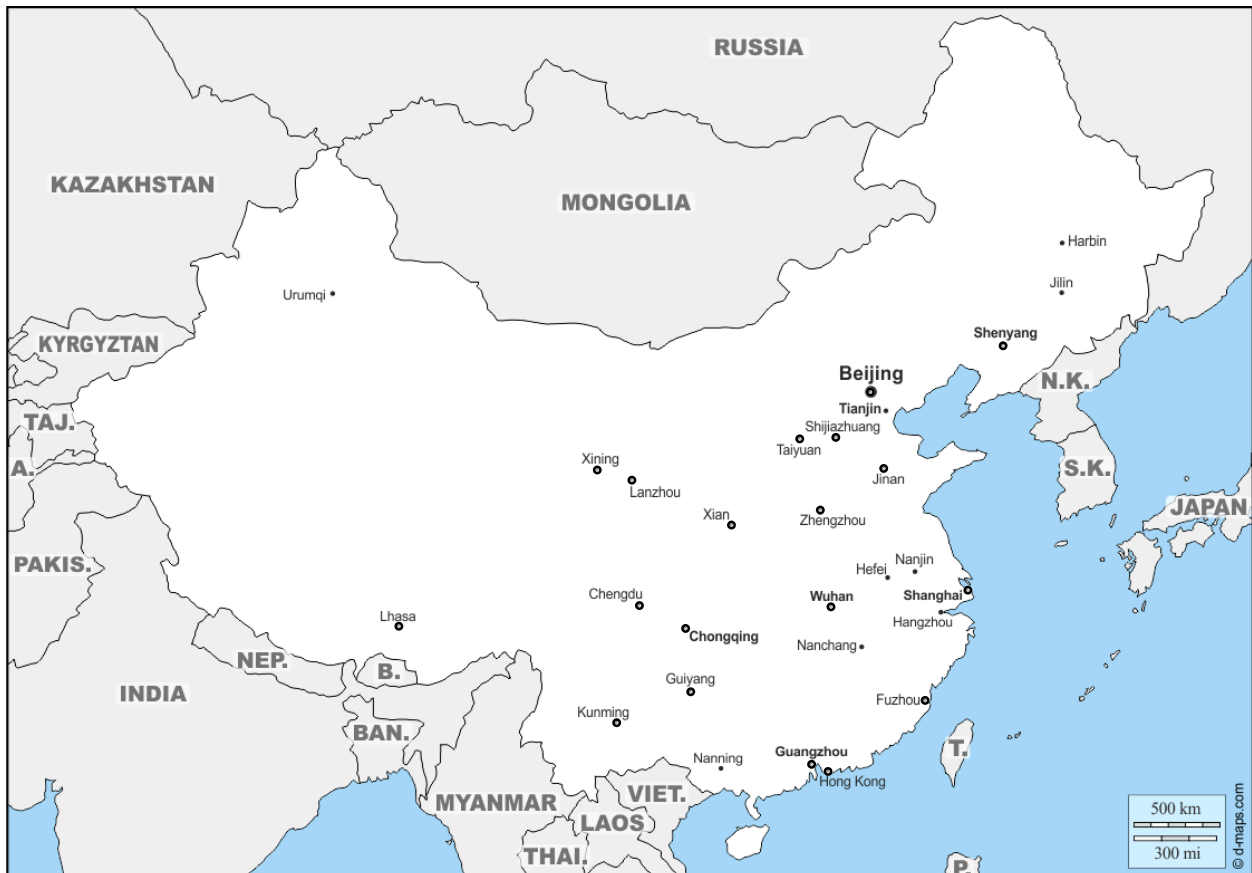 RUSSIA
KAZAKHSTAN
MONGOLIA
Harbin
Jilin
Urumqi
Shenyang
KYRGYZTAN
Beijing
N.K.
Tianjin
TAJ.
Shijiazhuang
Taiyuan
Xining
A.
S.K.
Jinan
Lanzhou
JAPAN
Xian
Zhengzhou
PAKIS.
Nanjin
Hefei
Chengdu
Wuhan
Shanghai
Lhasa
Hangzhou
Chongqing
Nanchang
NEP.
B.
Guiyang
INDIA
Fuzhou
Kunming
BAN.
T.
Guangzhou
Nanning
Hong Kong
VIET.
MYANMAR
LAOS
THAI.
P.
500 km
300 mi
© d-maps.com